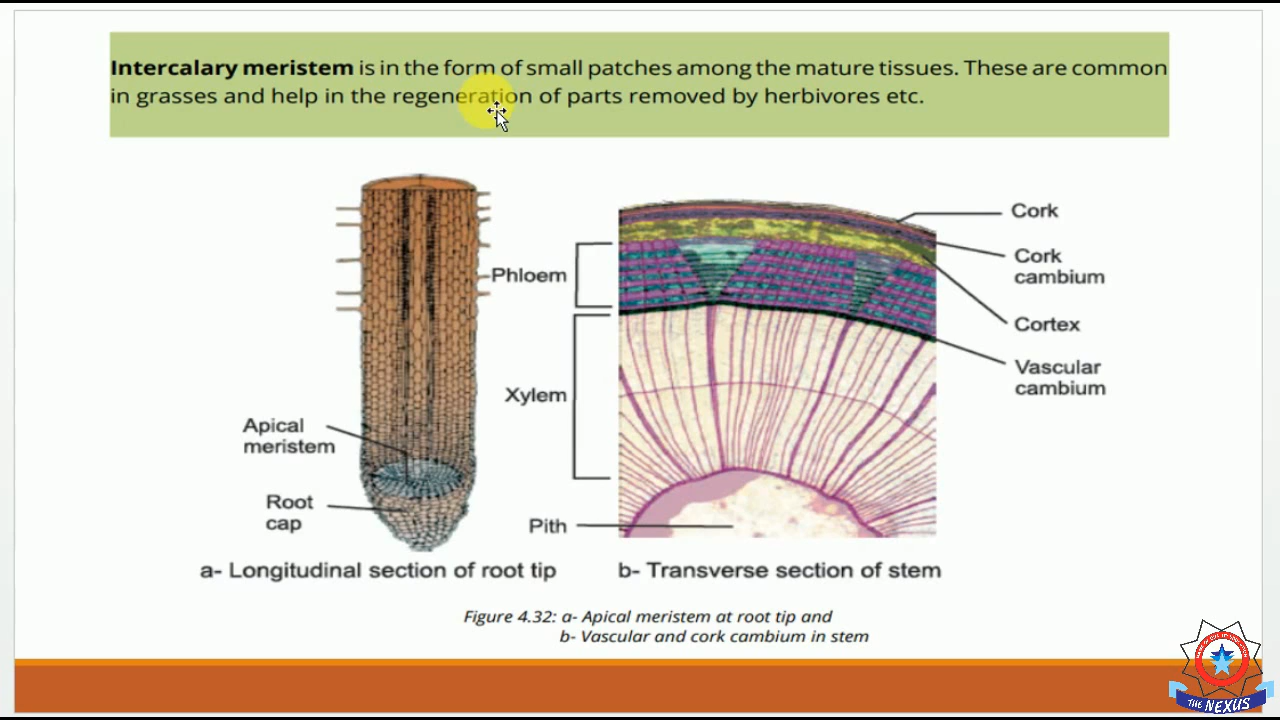 Intercalary meristem is in the form of small patches among the mature tissues. These are common
in grasses and help in the regeneration of parts removed by herbivores etc.
Phloem
Xylem
Apical
meristem
Root
cap
Pith
Cork
Cork
cambium
Cortex
Vascular
cambium
a- Longitudinal section of root tip
b- Transverse section of stem
Figure 4.32: a- Apical meristem at root tip and
b- Vascular and cork cambium in stem
THE NEXUS